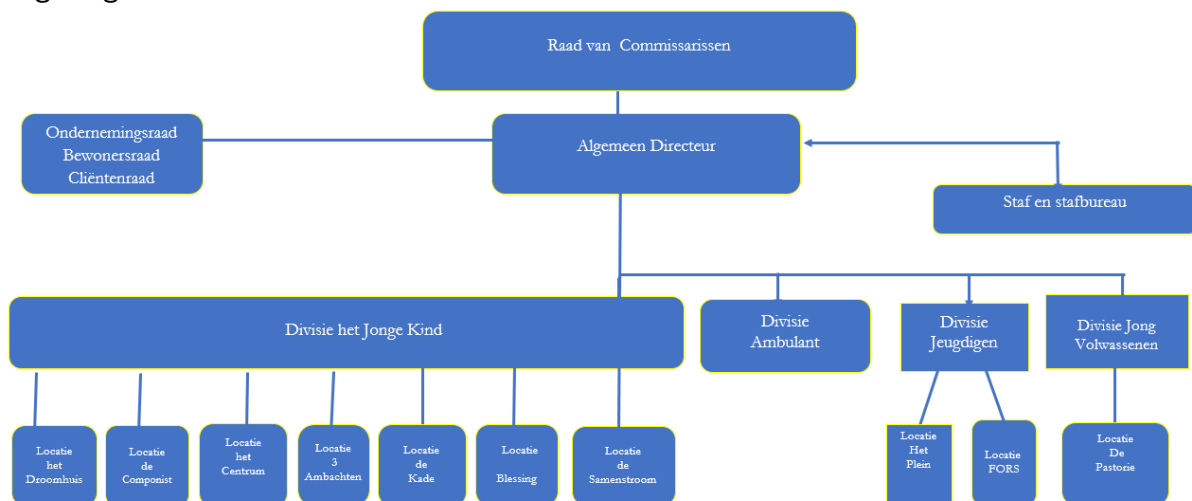 Raad van Commissarissen
Ondernemingsraad
Bewonersraad
Cliëntenraad
Algemeen Directeur
Staf en stafbureau
Divisie het Jonge Kind
Divisie
Ambulant
Divisie
Jeugdigen
Divisie Jong
Volwassenen
Locatie
het
Droomhuis
Locatie
de
Componist
Locatie
het
Centrum
Locatie
3
Ambachten
Locatie
de
Kade
Locatie
Blessing
Locatie
de
Samenstroom
Locatie
Het
Plein
Locatie
FORS
Locatie
De
Pastorie